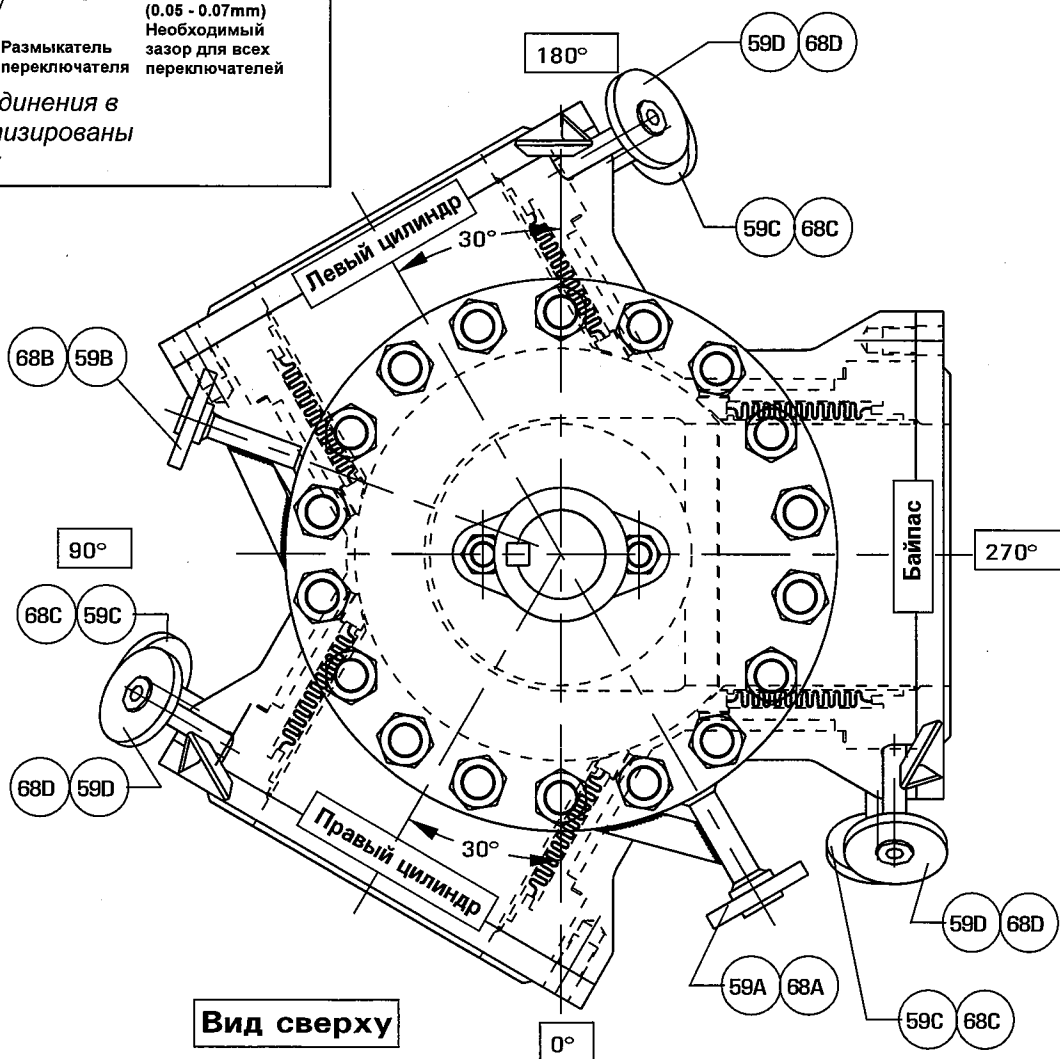 (0.05 - 0.07mm)
Размыкатель
переключателя
Необходимый
зазор для всех
переключателей
динения в
изированы
180°
59D 68D
59C 68C
Левый цилиндр
30°
68B 59B
90°
Байпас
270°
68C 59C
68D 59D
Правый цилиндр
30°
59D 68D
59A 68A
59C 68C
Вид сверху
0°